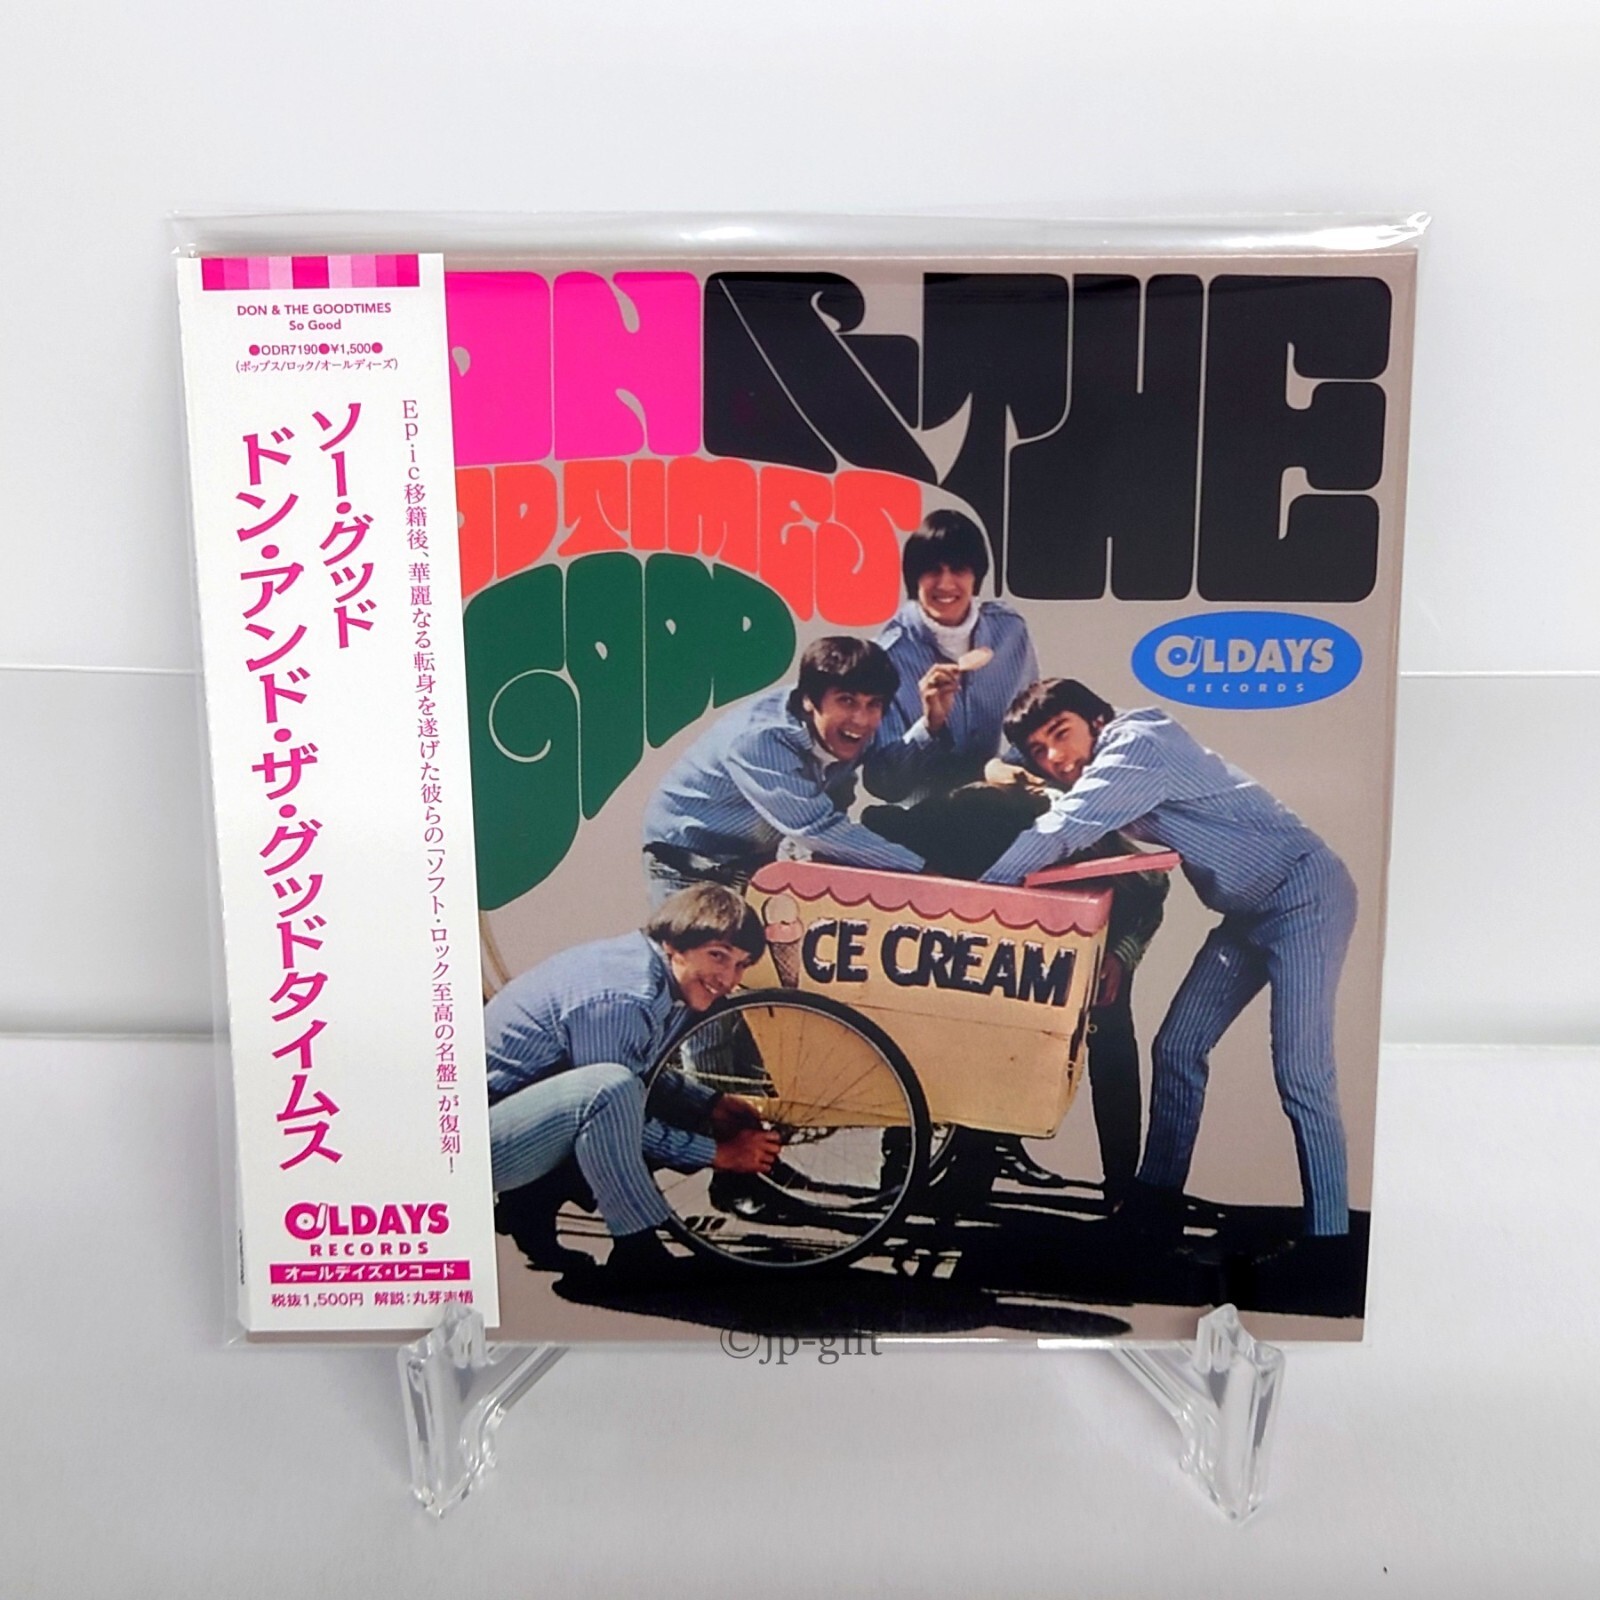 DON & THE GOODTIMES
So Good
●ODR7190●¥1,500●
(ポップス/ロック/オールディーズ)
Epic移籍後、華麗なる転身を遂げた彼らの「ソフト・ロック至高の名盤」が復刻!
ソー・グッド
ドン・アンド・ザ・グッドタイムス
OLDAYS
RECORDS
オールデイズ・レコード
税抜1,500円 解説:丸芽志悟
ON & THE
OD TIMES
GOOD
OLDAYS
RECORDS
ICE CREAM
©jp-gift